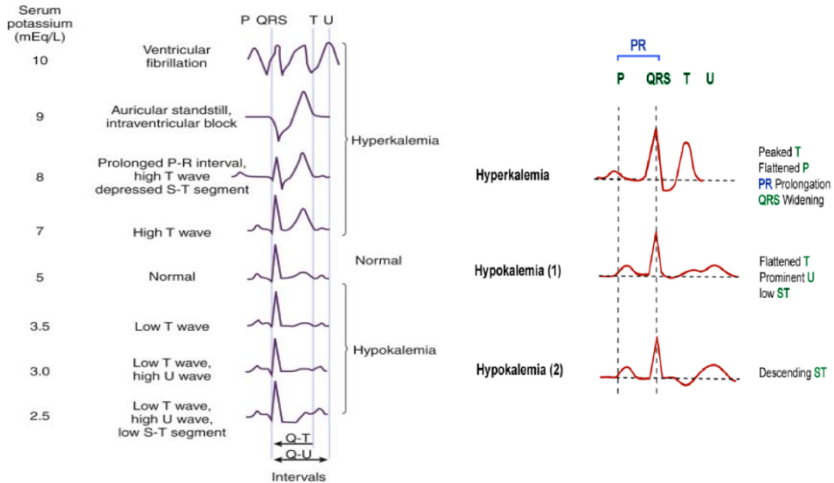 Serum
potassium
(mEq/L)
P QRS T U
10
Ventricular
fibrillation
9
Auricular standstill,
intraventricular block
8
Prolonged P-R interval,
high T wave
depressed S-T segment
7
High T wave
Hyperkalemia
5
Normal
Normal
3.5
Low T wave
3.0
Low T wave,
high U wave
Hypokalemia
2.5
Low T wave,
high U wave,
low S-T segment
Q-T
Q-U
Intervals
PR
P QRS T U
Hyperkalemia
Peaked T
Flattened P
PR Prolongation
QRS Widening
Hypokalemia (1)
Flattened T
Prominent U
low ST
Hypokalemia (2)
Descending ST